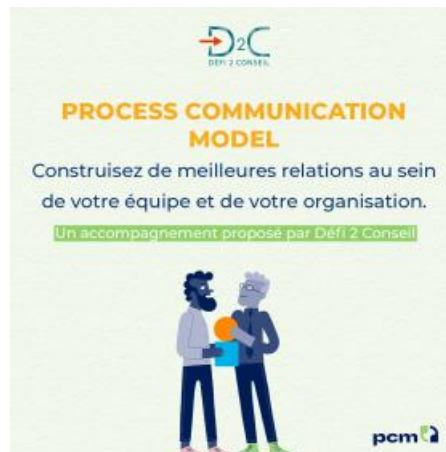 D2C
DÉFI 2 CONSEIL
PROCESS COMMUNICATION
MODEL
Construisez de meilleures relations au sein
de votre équipe et de votre organisation.
Un accompagnement proposé par Défi 2 Conseil
pcm